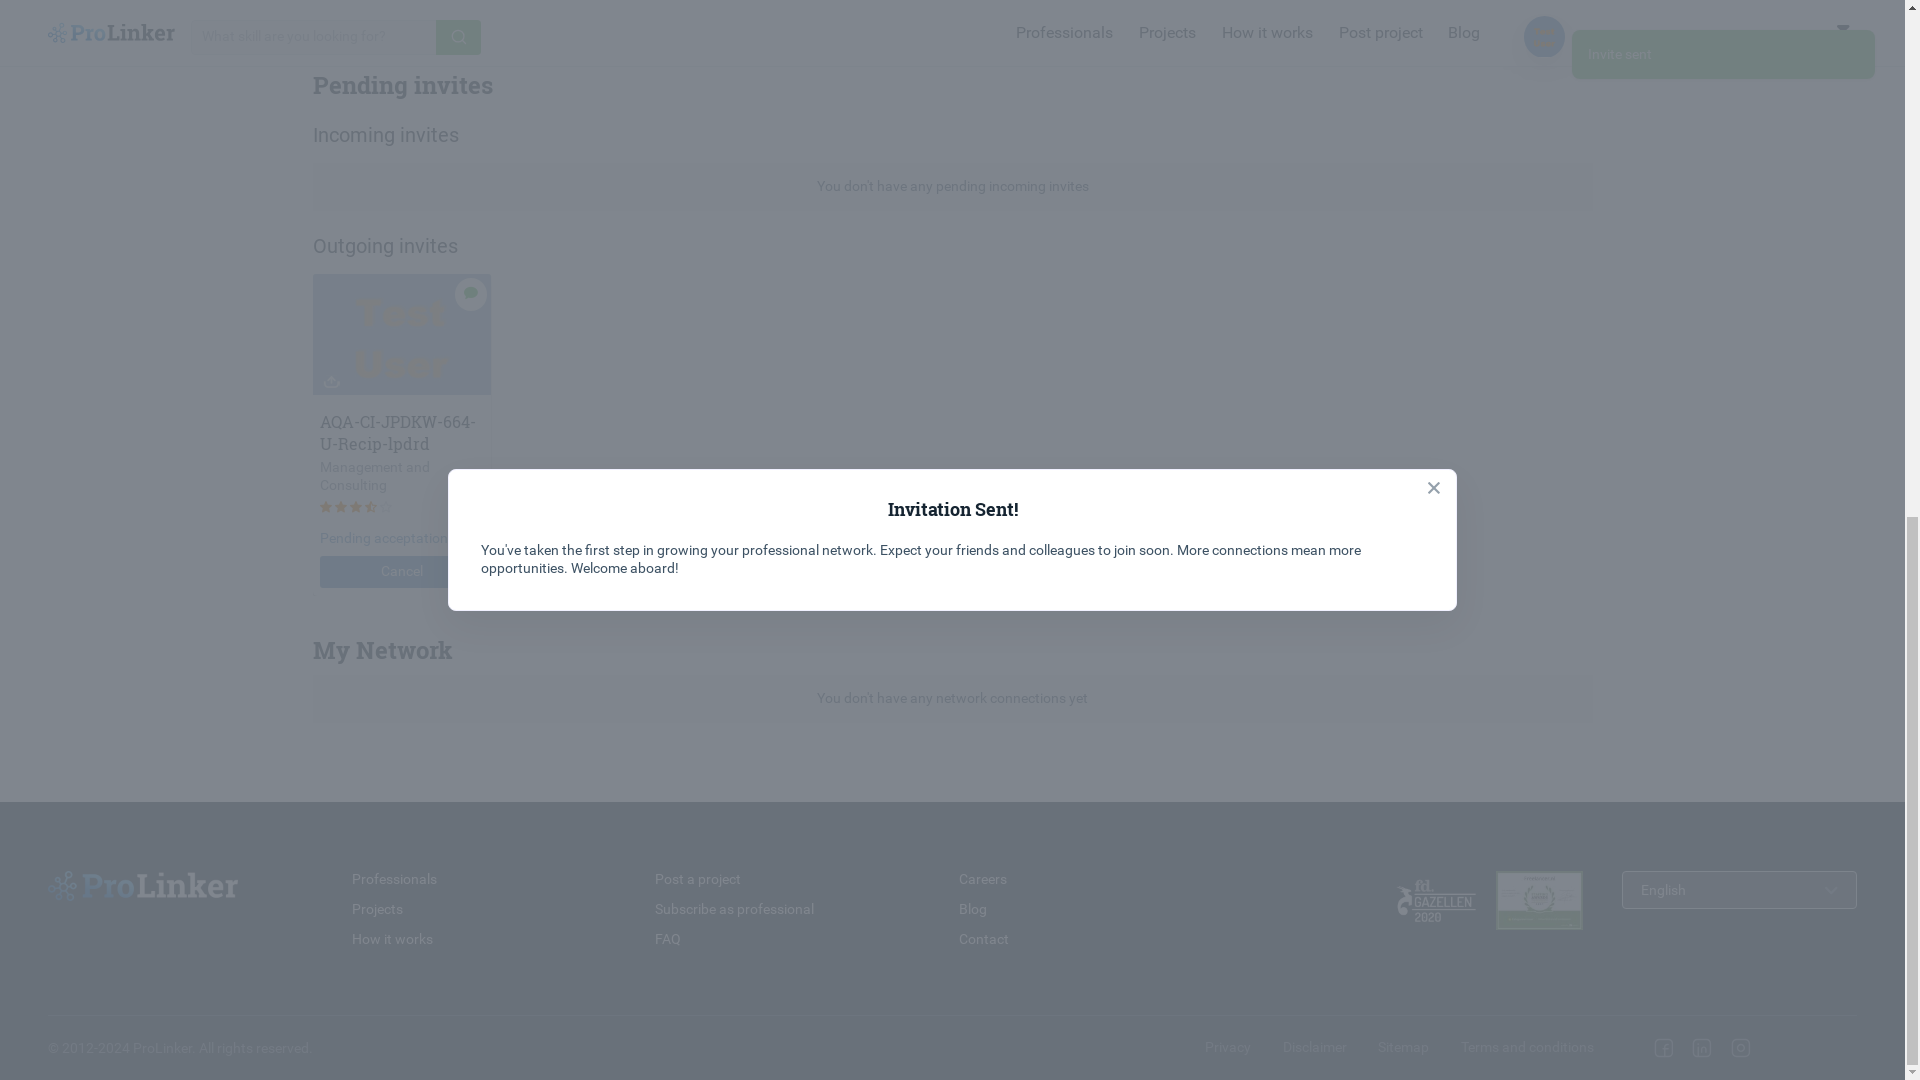 ProLinker
What skill are you looking for?
Professionals
Projects
How it works
Post project
Blog
Invite sent
Pending invites
Incoming invites
You don't have any pending incoming invites
Outgoing invites
Test
User
AQA-CI-JPDKW-664-
U-Recip-lpdrd
Management and
Consulting
Pending acceptation
Cancel
Invitation Sent!
You've taken the first step in growing your professional network. Expect your friends and colleagues to join soon. More connections mean more
opportunities. Welcome aboard!
My Network
You don't have any network connections yet
ProLinker
Professionals
Projects
How it works
Post a project
Subscribe as professional
FAQ
Careers
Blog
Contact
fd.
GAZELLEN
2020
English
© 2012-2024 ProLinker. All rights reserved.
Privacy
Disclaimer
Sitemap
Terms and conditions